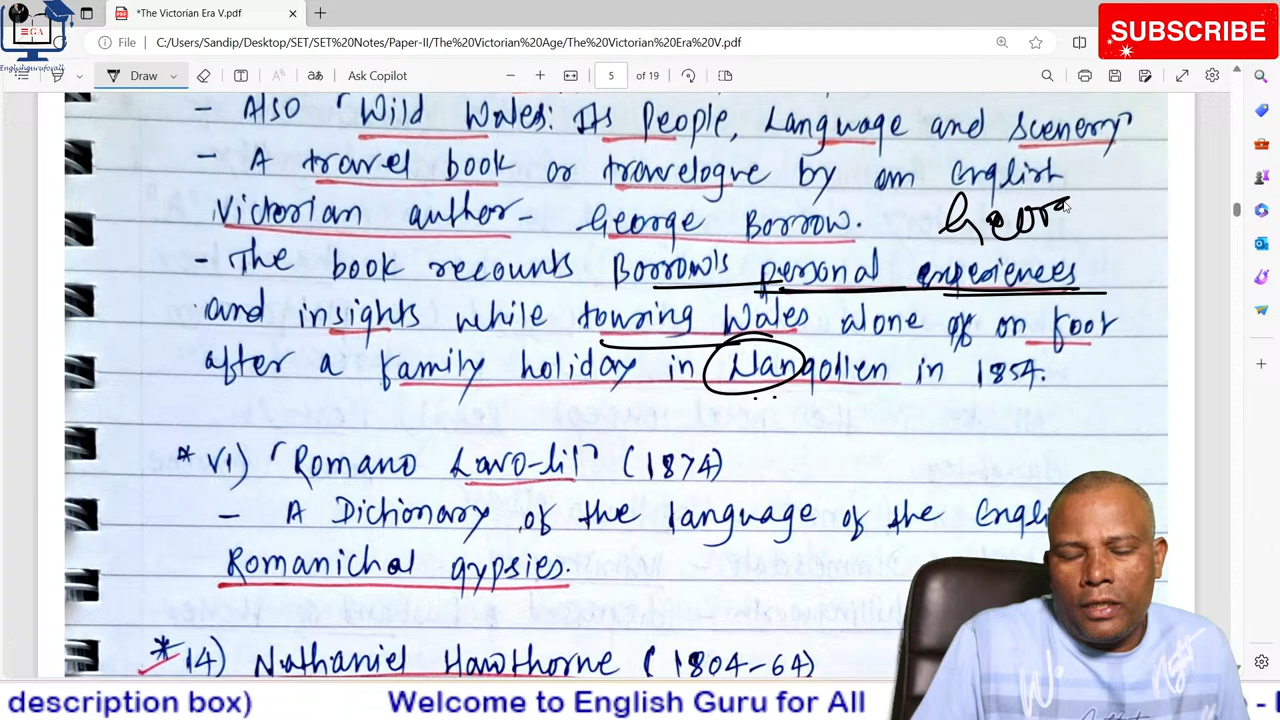 *The Victorian Era V.pdf
EGA
Englishguruforall
File
C:/Users/Sandip/Desktop/SET/SET%20Notes/Paper-II/The%20Victorian%20Age/The%20Victorian%20Era%20V.pdf
SUBSCRIBE
Draw
Ask Copilot
5 of 19
- Also "Wild Wales: Its People, Language and Scenery
- A travel book or travelogue by an English
Victorian author - George Borrow. Geor
- The book recounts Borrow's personal experiences
and insights while touring Wales alone on foot
after a family holiday in Llangollen in 1854.
* VI) "Romano Lavo-lil" (1874)
- A Dictionary of the language of the Engli
Romanichal gypsies.
* 14) Nathaniel Hawthorne (1804-64)
description box) Welcome to English Guru for All